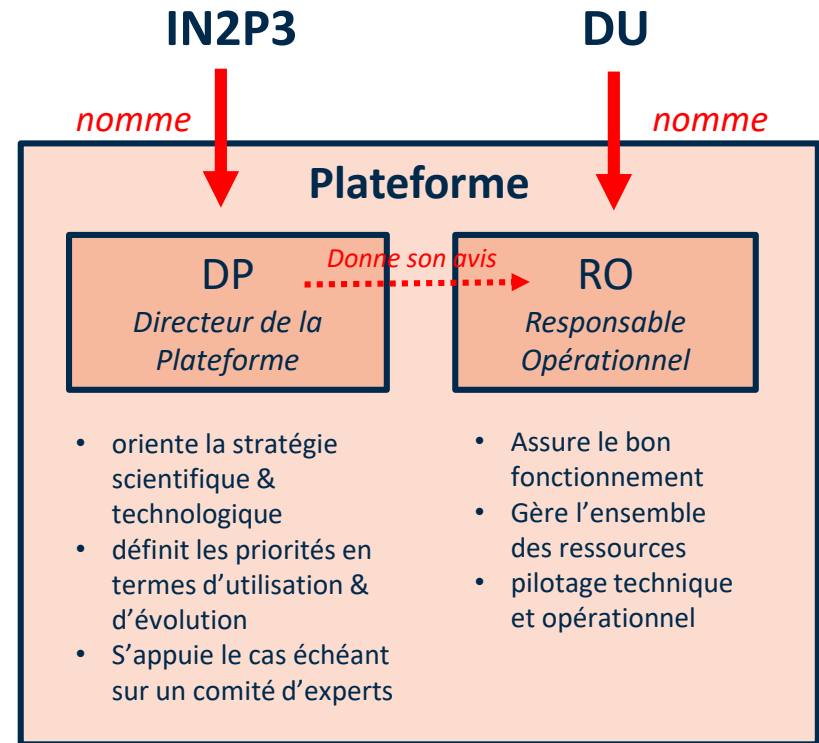 IN2P3
DU
nomme
nomme
Plateforme
DP
Directeur de la
Plateforme
Donne son avis
RO
Responsable
Opérationnel
• oriente la stratégie
scientifique &
technologique
• définit les priorités en
termes d'utilisation &
d'évolution
• S'appuie le cas échéant
sur un comité d'experts
• Assure le bon
fonctionnement
• Gère l'ensemble
des ressources
• pilotage technique
et opérationnel